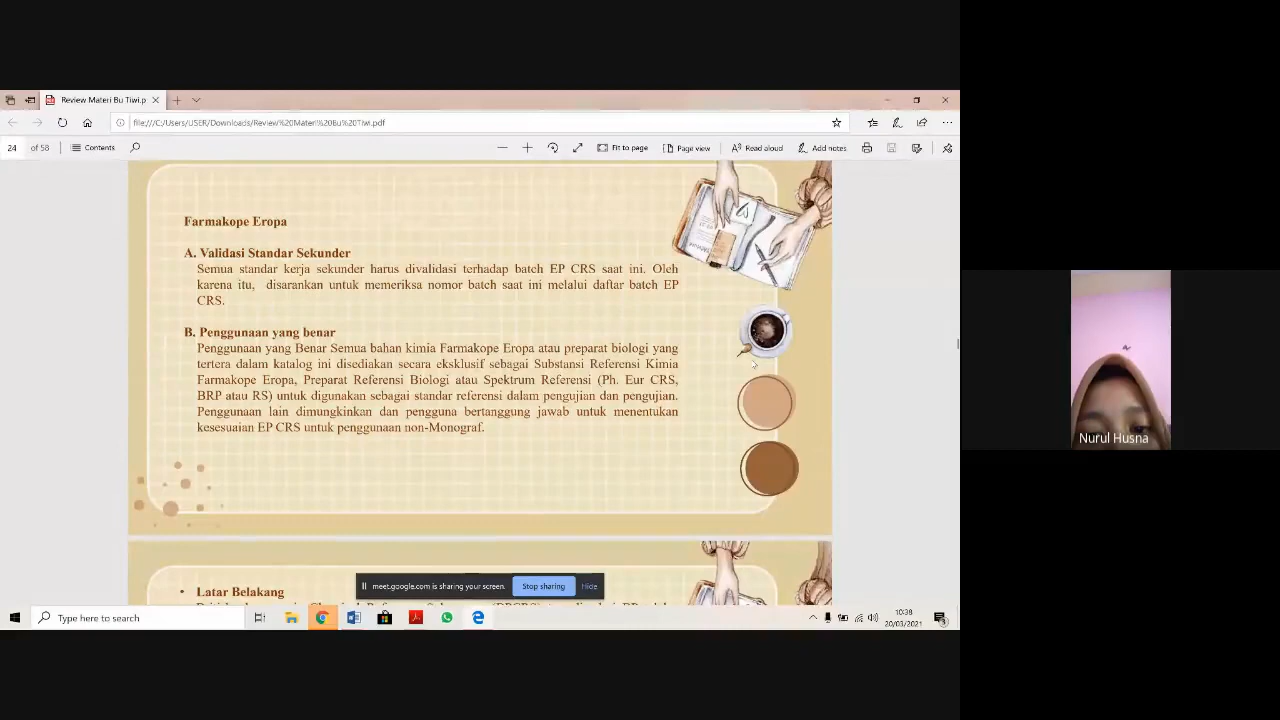 Review Materi Bu Tiwi.p
file:///C:/Users/USER/Downloads/Review%20Materi%20Bu%20Tiwi.pdf
24 of 58 Contents Fit to page Page view Read aloud Add notes
Farmakope Eropa
A. Validasi Standar Sekunder
Semua standar kerja sekunder harus divalidasi terhadap batch EP CRS saat ini. Oleh
karena itu, disarankan untuk memeriksa nomor batch saat ini melalui daftar batch EP
CRS.
B. Penggunaan yang benar
Penggunaan yang Benar Semua bahan kimia Farmakope Eropa atau preparat biologi yang
tertera dalam katalog ini disediakan secara eksklusif sebagai Substansi Referensi Kimia
Farmakope Eropa, Preparat Referensi Biologi atau Spektrum Referensi (Ph. Eur CRS,
BRP atau RS) untuk digunakan sebagai standar referensi dalam pengujian dan pengujian.
Penggunaan lain dimungkinkan dan pengguna bertanggung jawab untuk menentukan
kesesuaian EP CRS untuk penggunaan non-Monograf.
• Latar Belakang
meet.google.com is sharing your screen. Stop sharing Hide
Type here to search
10:38
20/03/2021
Nurul Husna